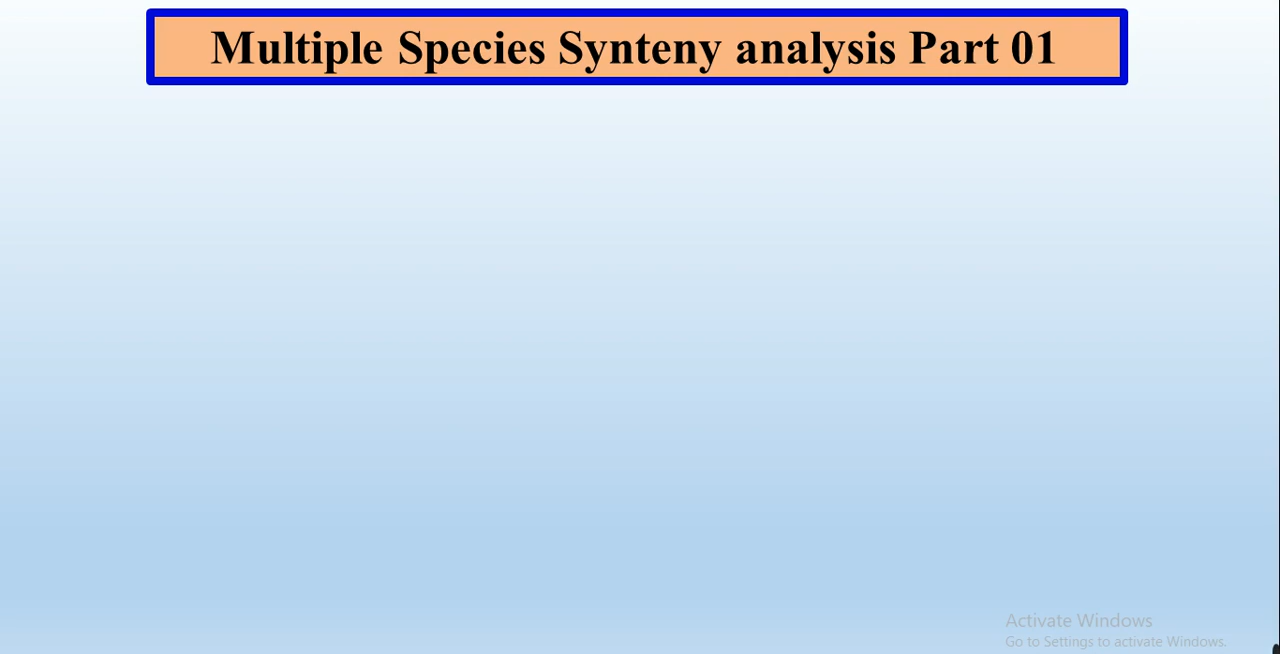 Multiple Species Synteny analysis Part 01
Activate Windows
Go to Settings to activate Windows.